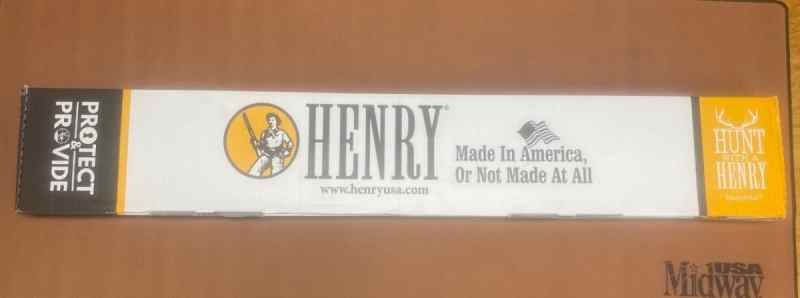 PROTECT
&
PROVIDE
HENRY®
www.henryusa.com
Made In America,
Or Not Made At All
HUNT
WITH A
HENRY
MidwayUSA